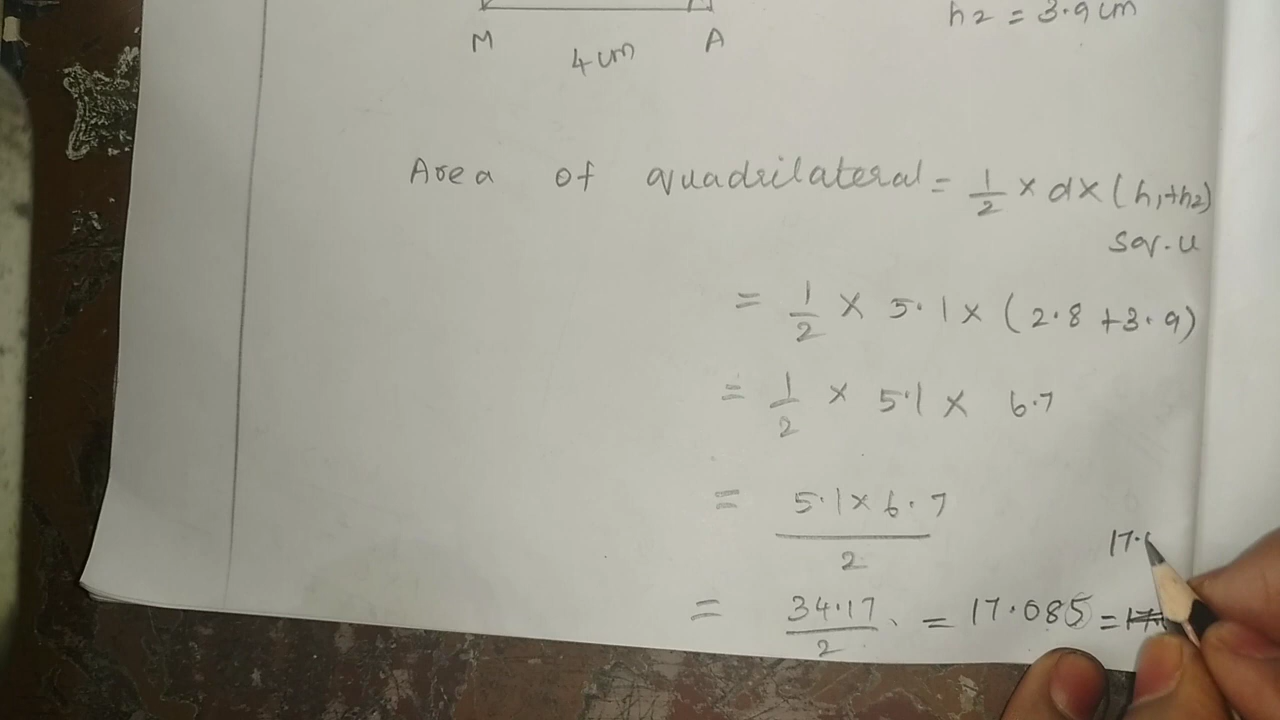 h2 = 3.9 cm
M 4 cm A
Area of quadrilateral = 1/2 × d × (h1+h2)
sq.u
= 1/2 × 5.1 × (2.8 + 3.9)
= 1/2 × 5.1 × 6.7
= 5.1 × 6.7 / 2
17.
= 34.17 / 2 = 17.085 =